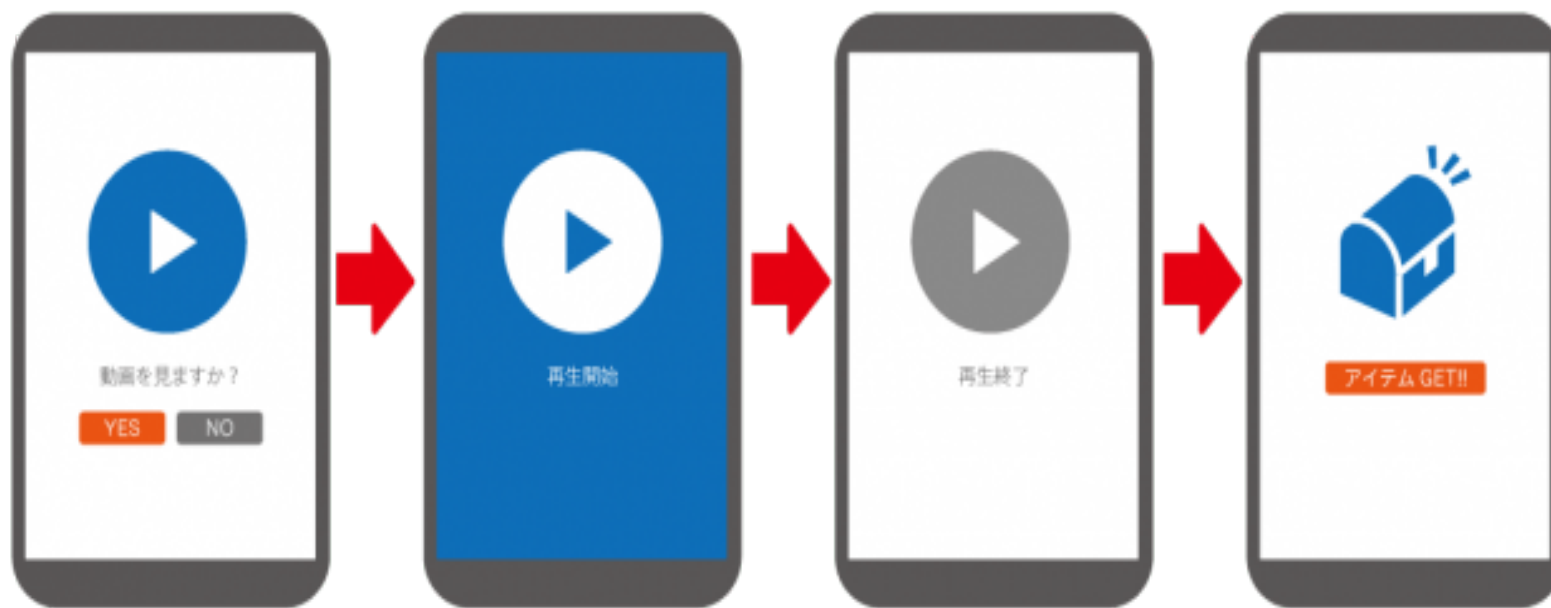 動画を見ますか？
YES
NO
再生開始
再生終了
アイテム GET!!